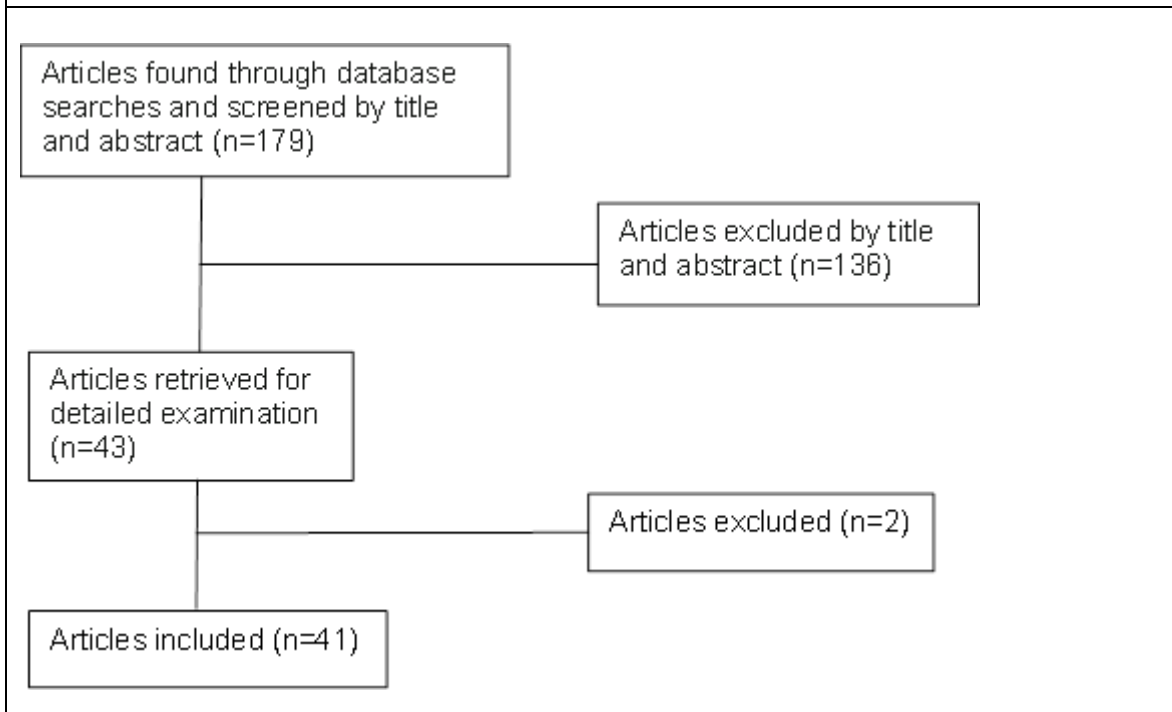 Articles found through database
searches and screened by title
and abstract (n=179)
Articles excluded by title
and abstract (n=136)
Articles retrieved for
detailed examination
(n=43)
Articles excluded (n=2)
Articles included (n=41)